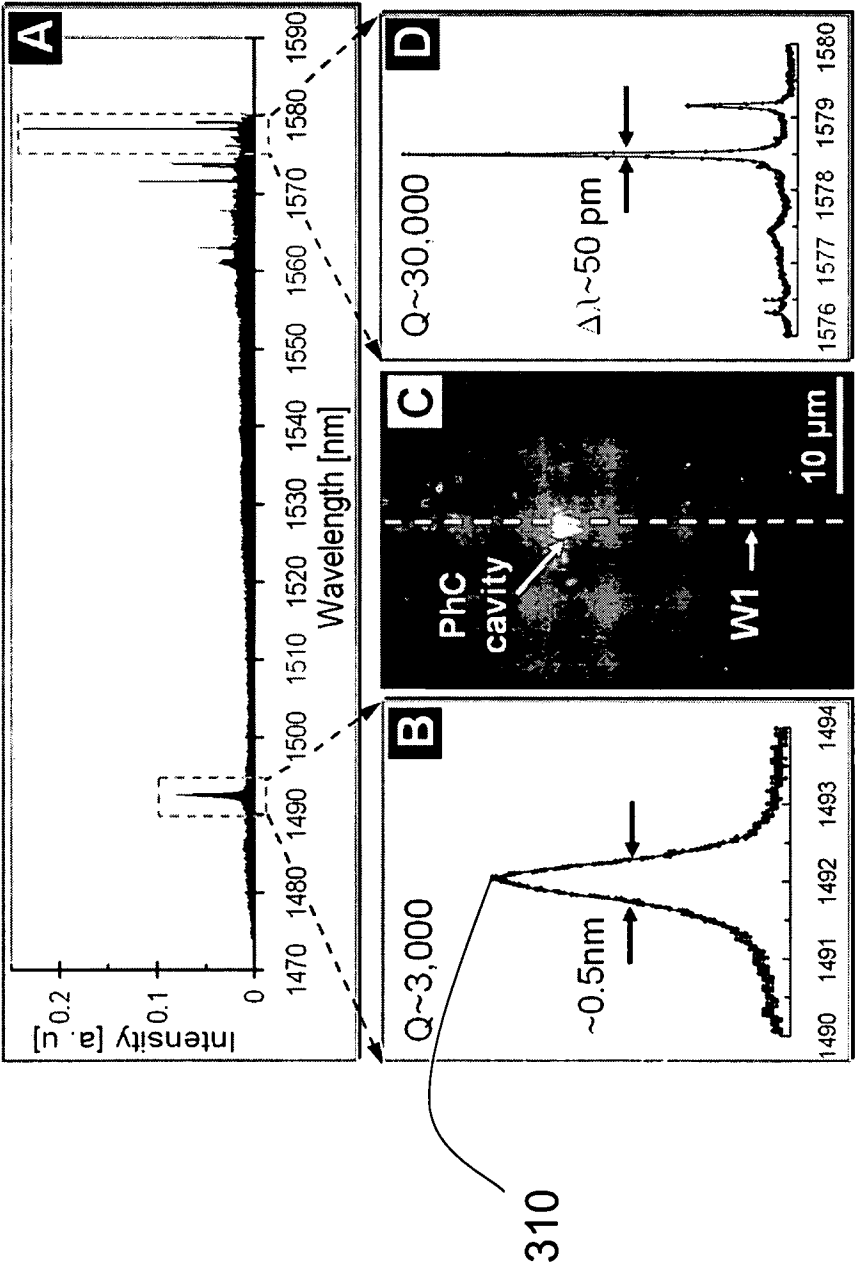 A
Intensity [a. u]
0.2
0.1
0
1470 1480 1490 1500 1510 1520 1530 1540 1550 1560 1570 1580 1590
Wavelength [nm]
B
Q~3,000
~0.5nm
1490 1491 1492 1493 1494
C
PhC
cavity
W1
10 μm
D
Q~30,000
Δλ~50 pm
1576 1577 1578 1579 1580
310